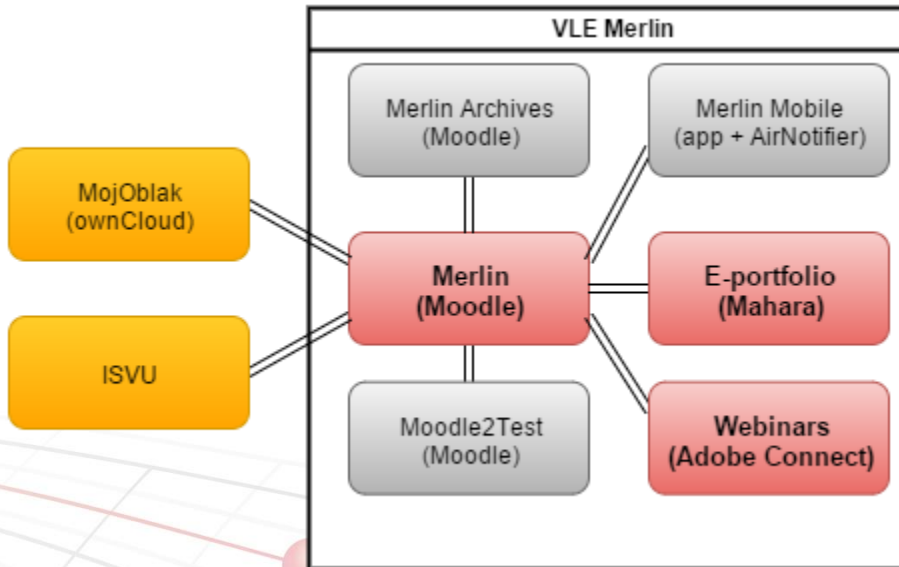 VLE Merlin
Merlin Archives
(Moodle)
Merlin Mobile
(app + AirNotifier)
MojOblak
(ownCloud)
Merlin
(Moodle)
E-portfolio
(Mahara)
ISVU
Moodle2Test
(Moodle)
Webinars
(Adobe Connect)